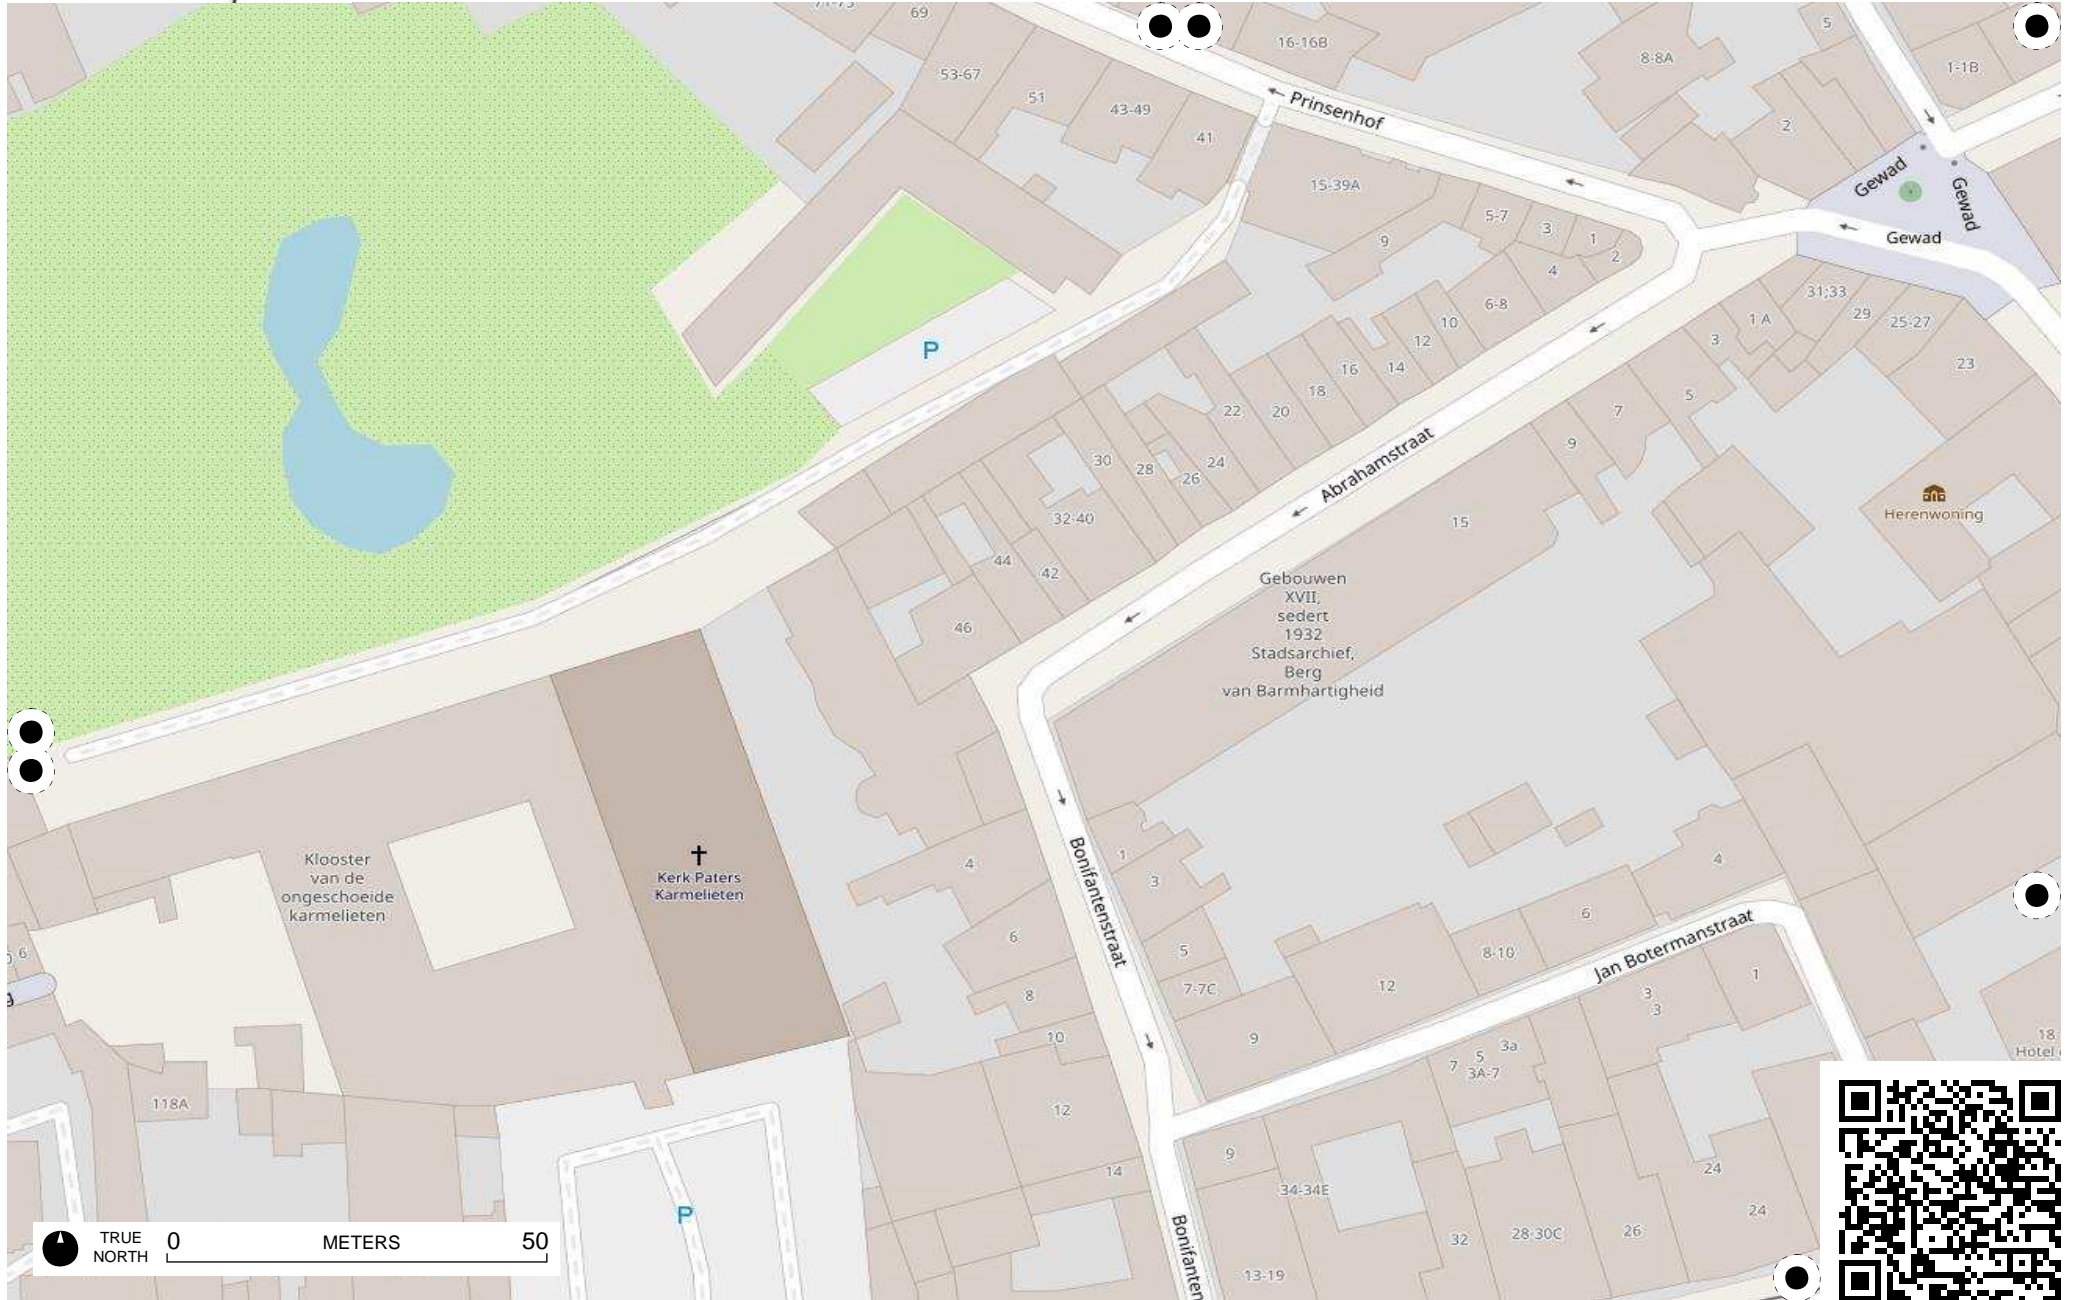 69
53-67
51
43-49
41
16-16B
8-8A
5
1-1B
2
Prinsenhof
15-39A
9
5-7
3
1
2
4
6-8
10
12
14
16
18
20
22
24
26
28
30
32-40
42
44
46
Gewad
Gewad
Gewad
31;33
29
25-27
23
1 A
3
5
7
9
15
Abrahamstraat
P
Herenwoning
Gebouwen
XVII,
sedert
1932
Stadsarchief,
Berg
van Barmhartigheid
Klooster
van de
ongeschoeide
karmelieten
Kerk Paters
Karmelieten
Bonifantenstraat
4
6
8
10
12
14
1
3
5
7-7C
9
12
8-10
6
4
Jan Botermanstraat
1
3
3
3a
5
7
3A-7
18
Hotel
6
118A
P
9
34-34E
32
28-30C
26
24
24
13-19
Bonifanten
TRUE
NORTH
0 METERS 50